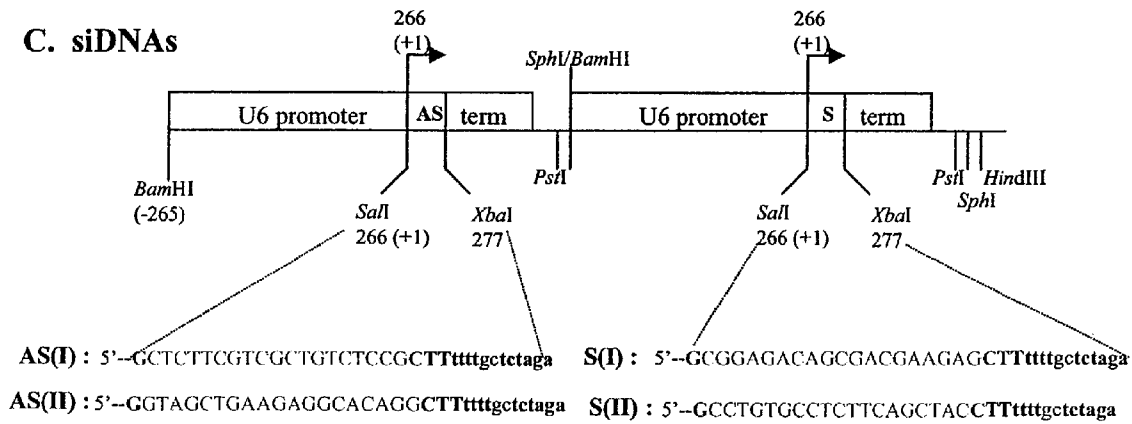 C. siDNAs
266
(+1)
SphI/BamHI
266
(+1)
U6 promoter AS term U6 promoter S term
BamHI
(-265)
PstI
PstI HindIII
SphI
SalI
266 (+1)
XbaI
277
SalI
266 (+1)
XbaI
277
AS(I) : 5'--GCTCTTCGTCGCTGTCTCCGCTTttttgctctaga
S(I) : 5'--GCGGAGACAGCGACGAAGAGCTTttttgctctaga
AS(II) : 5'--GGTAGCTGAAGAGGCACAGGCTTttttgctctaga
S(II) : 5'--GCCTGTGCCTCTTCAGCTACCTTttttgctctaga